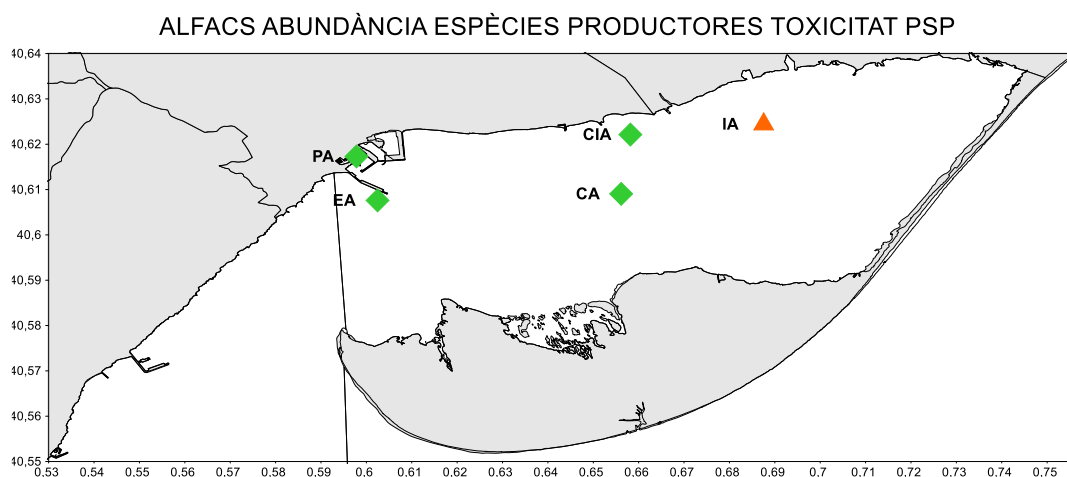 ALFACS ABUNDÀNCIA ESPÈCIES PRODUCTORES TOXICITAT PSP
40,64
40,63
40,62
40,61
40,6
40,59
40,58
40,57
40,56
40,55
PA
EA
CIA
CA
IA
0,53 0,54 0,55 0,56 0,57 0,58 0,59 0,6 0,61 0,62 0,63 0,64 0,65 0,66 0,67 0,68 0,69 0,7 0,71 0,72 0,73 0,74 0,75